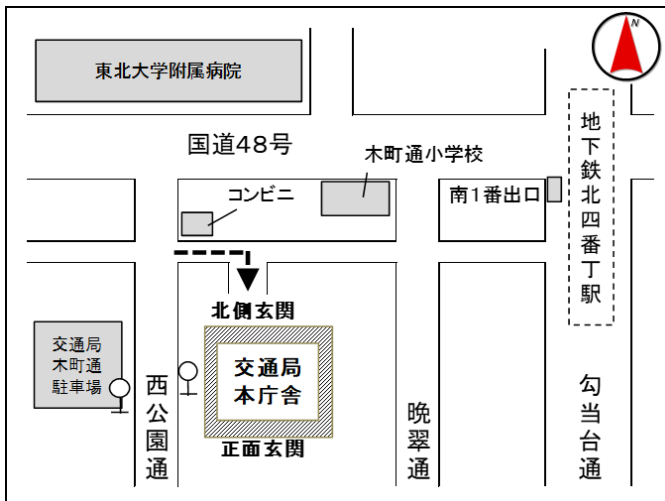 N
東北大学附属病院
国道48号
木町通小学校
コンビニ
南1番出口
地下鉄北四番丁駅
北側玄関
交通局
本庁舎
正面玄関
交通局
木町通
駐車場
西公園通
晩翠通
勾当台通